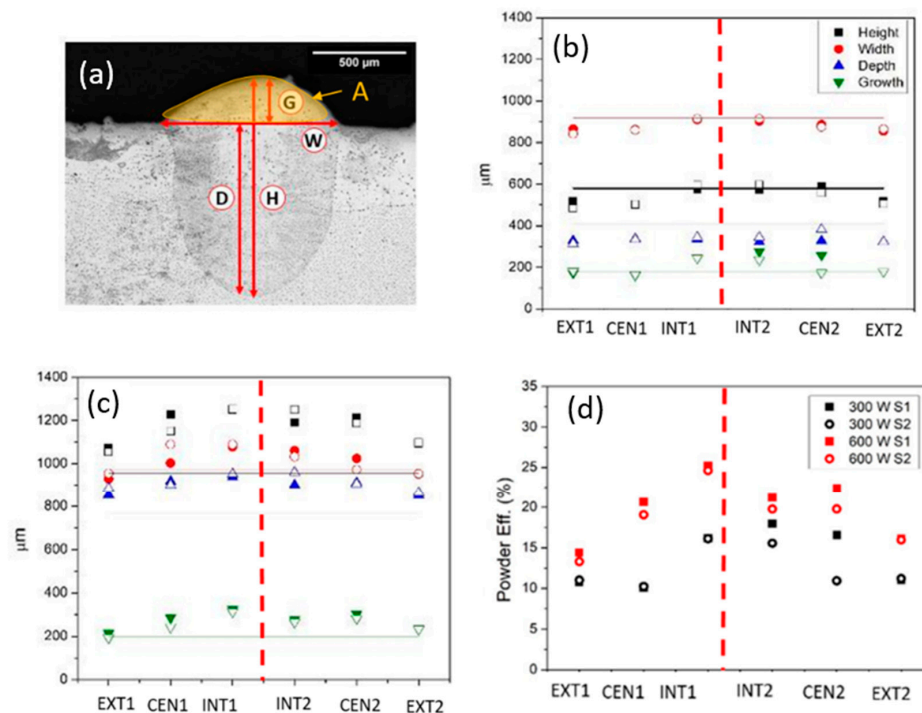 (a)
500 µm
G
A
W
D
H
(b)
1400
1200
1000
800
600
400
200
0
µm
Height
Width
Depth
Growth
EXT1 CEN1 INT1 INT2 CEN2 EXT2
(c)
1400
1200
1000
800
600
400
200
0
µm
EXT1 CEN1 INT1 INT2 CEN2 EXT2
(d)
35
30
25
20
15
10
5
0
Powder Eff. (%)
300 W S1
300 W S2
600 W S1
600 W S2
EXT1 CEN1 INT1 INT2 CEN2 EXT2